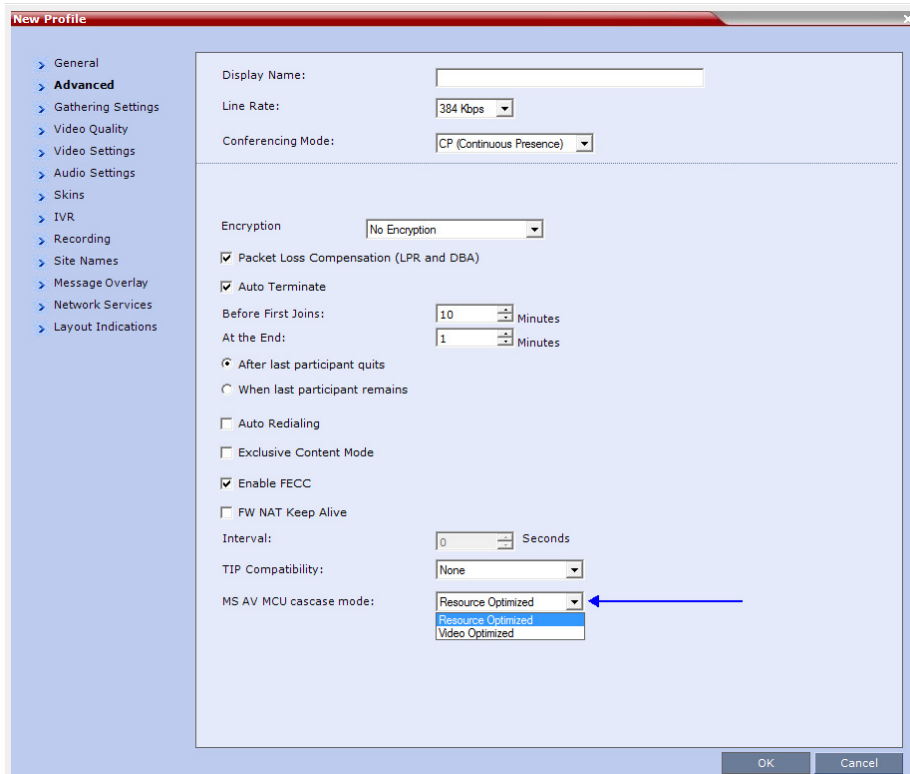 New Profile
General
Advanced
Gathering Settings
Video Quality
Video Settings
Audio Settings
Skins
IVR
Recording
Site Names
Message Overlay
Network Services
Layout Indications
Display Name:
Line Rate: 384 Kbps
Conferencing Mode: CP (Continuous Presence)
Encryption No Encryption
Packet Loss Compensation (LPR and DBA)
Auto Terminate
Before First Joins: 10 Minutes
At the End: 1 Minutes
After last participant quits
When last participant remains
Auto Redialing
Exclusive Content Mode
Enable FECC
FW NAT Keep Alive
Interval: 0 Seconds
TIP Compatibility: None
MS AV MCU cascase mode: Resource Optimized
Resource Optimized
Video Optimized
OK Cancel